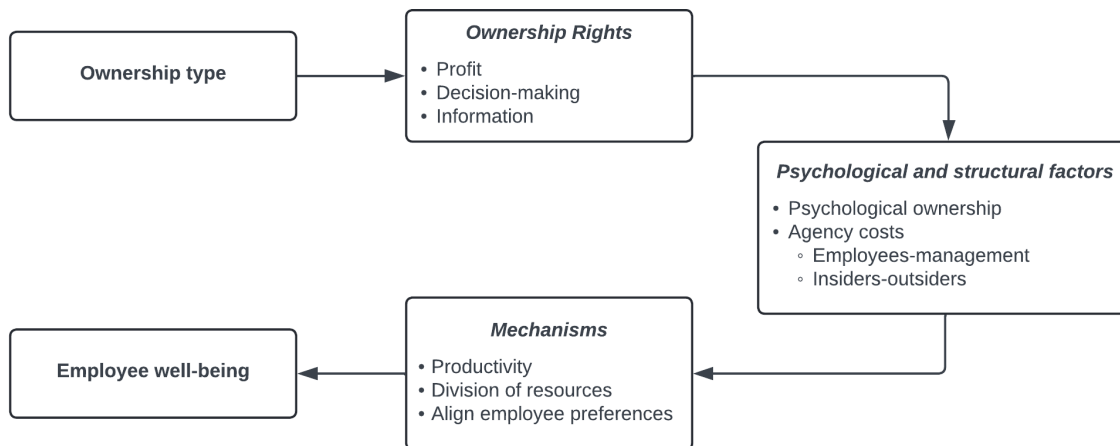 Ownership type
Ownership Rights
• Profit
• Decision-making
• Information
Psychological and structural factors
• Psychological ownership
• Agency costs
◦ Employees-management
◦ Insiders-outsiders
Mechanisms
• Productivity
• Division of resources
• Align employee preferences
Employee well-being